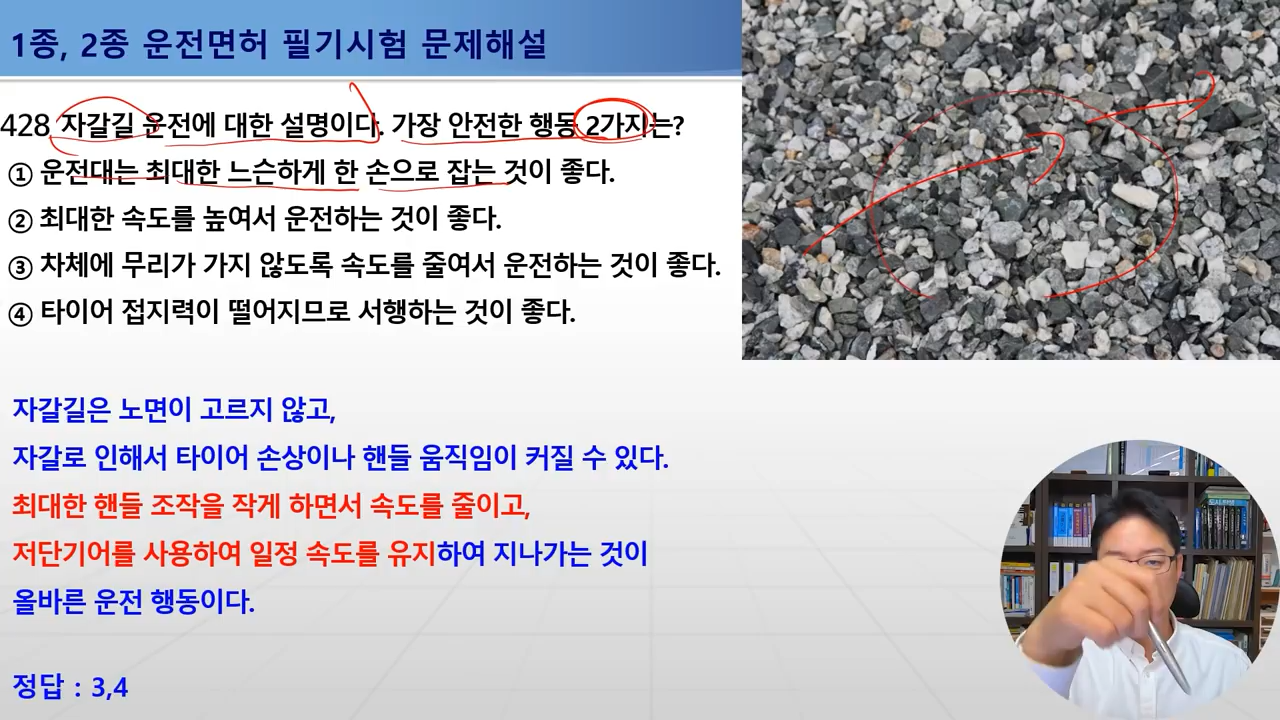 1종, 2종 운전면허 필기시험 문제해설
428 자갈길 운전에 대한 설명이다. 가장 안전한 행동 2가지는?
① 운전대는 최대한 느슨하게 한 손으로 잡는 것이 좋다.
② 최대한 속도를 높여서 운전하는 것이 좋다.
③ 차체에 무리가 가지 않도록 속도를 줄여서 운전하는 것이 좋다.
④ 타이어 접지력이 떨어지므로 서행하는 것이 좋다.
자갈길은 노면이 고르지 않고,
자갈로 인해서 타이어 손상이나 핸들 움직임이 커질 수 있다.
최대한 핸들 조작을 작게 하면서 속도를 줄이고,
저단기어를 사용하여 일정 속도를 유지하여 지나가는 것이
올바른 운전 행동이다.
정답 : 3,4